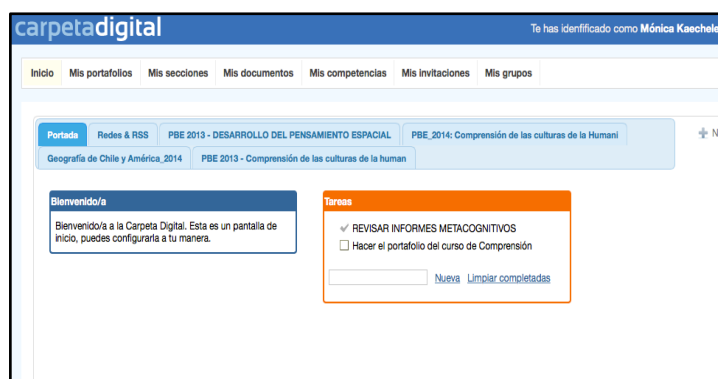 carpetadigital
Te has idenfificado como Mónica Kaechele
Inicio Mis portafolios Mis secciones Mis documentos Mis competencias Mis invitaciones Mis grupos
Portada Redes & RSS PBE 2013 - DESARROLLO DEL PENSAMIENTO ESPACIAL PBE_2014: Comprensión de las culturas de la Humani
N
Geografía de Chile y América_2014 PBE 2013 - Comprensión de las culturas de la human
Bienvenido/a
Bienvenido/a a la Carpeta Digital. Esta es un pantalla de
inicio, puedes configurarla a tu manera.
Tareas
REVISAR INFORMES METACOGNITIVOS
Hacer el portafolio del curso de Comprensión
Nueva Limpiar completadas